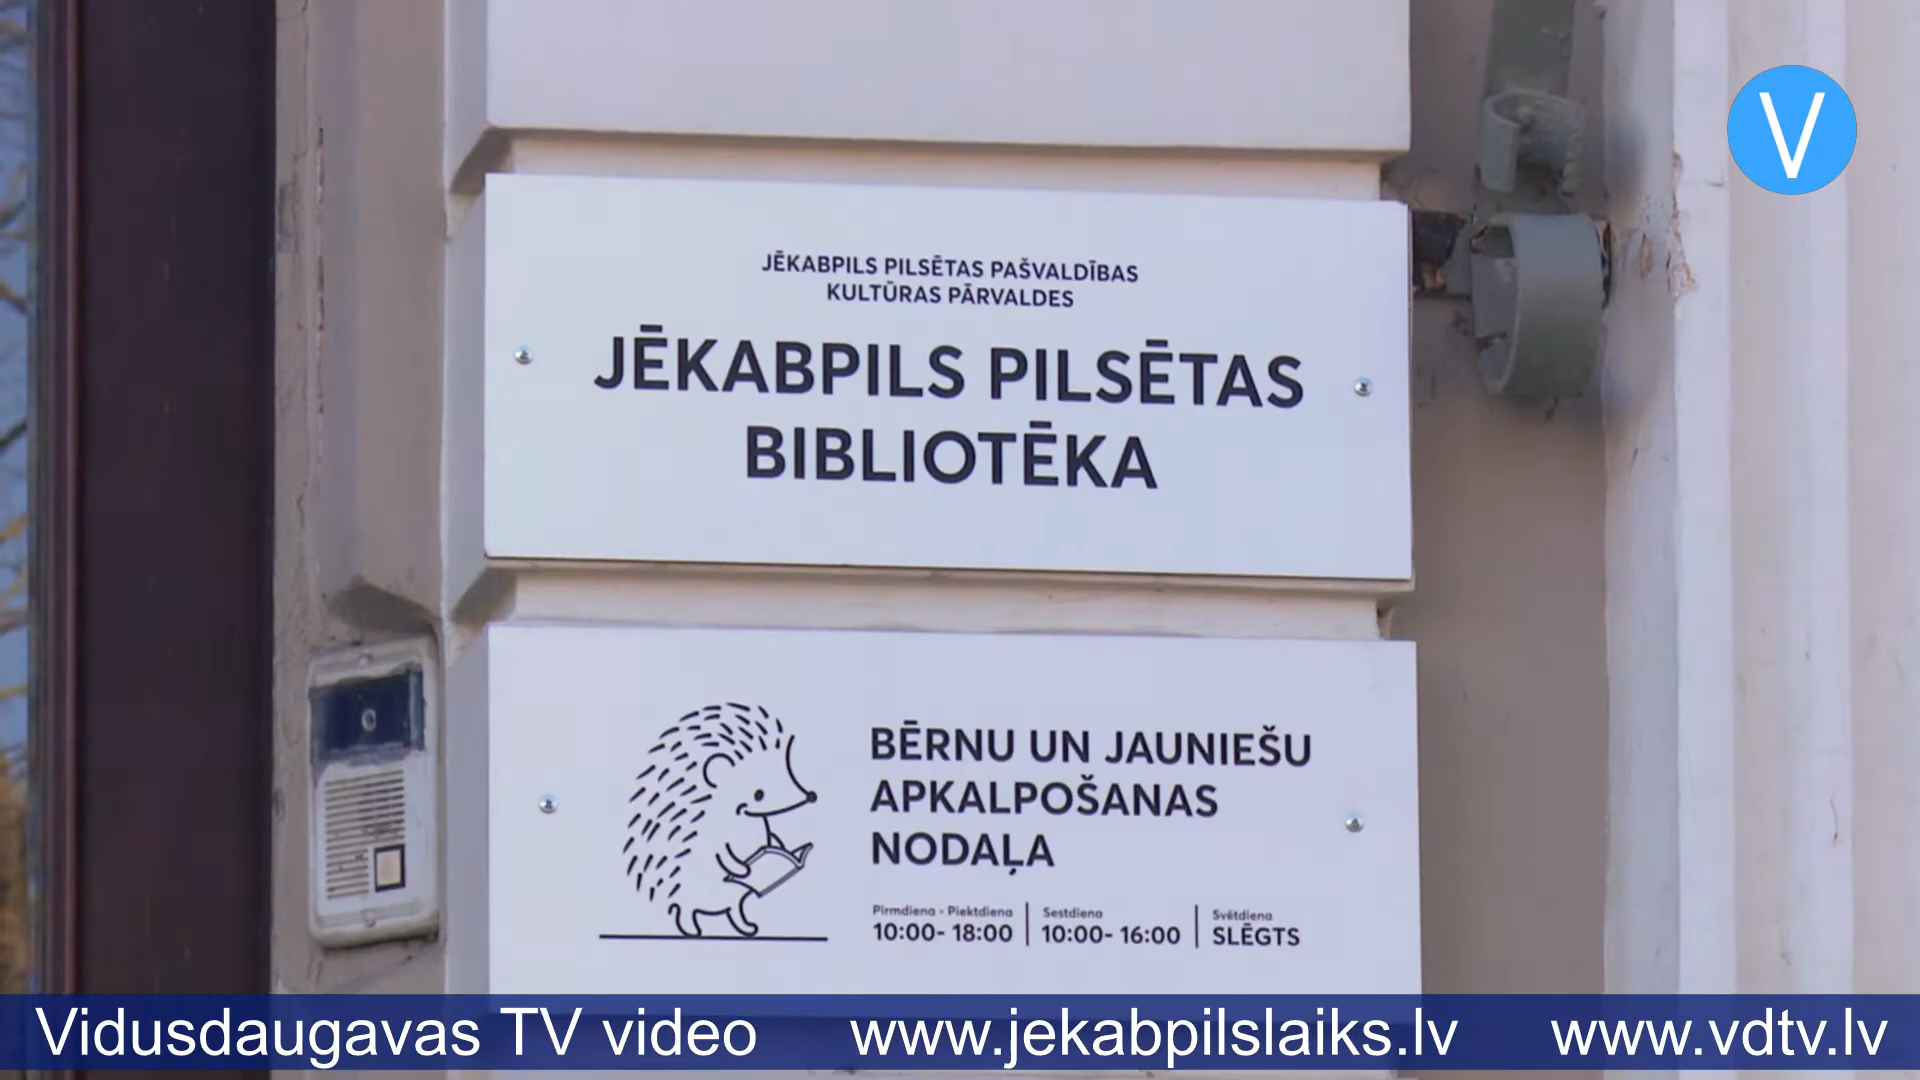 V
JĒKABPILS PILSĒTAS PAŠVALDĪBAS
KULTŪRAS PĀRVALDES
JĒKABPILS PILSĒTAS
BIBLIOTĒKA
BĒRNU UN JAUNIEŠU
APKALPOŠANAS
NODAĻA
Pirmdiena - Piektdiena
10:00- 18:00
Sestdiena
10:00- 16:00
Svētdiena
SLĒGTS
Vidusdaugavas TV video www.jekabpilslaiks.lv www.vdtv.lv